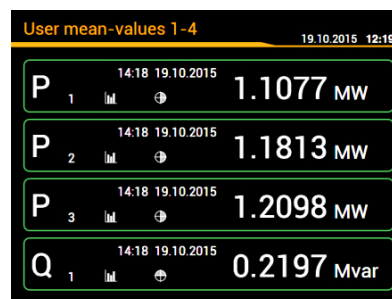 User mean-values 1-4
19.10.2015 12:19
14:18 19.10.2015
P 1 1.1077 MW
14:18 19.10.2015
P 2 1.1813 MW
14:18 19.10.2015
P 3 1.2098 MW
14:18 19.10.2015
Q 1 0.2197 Mvar